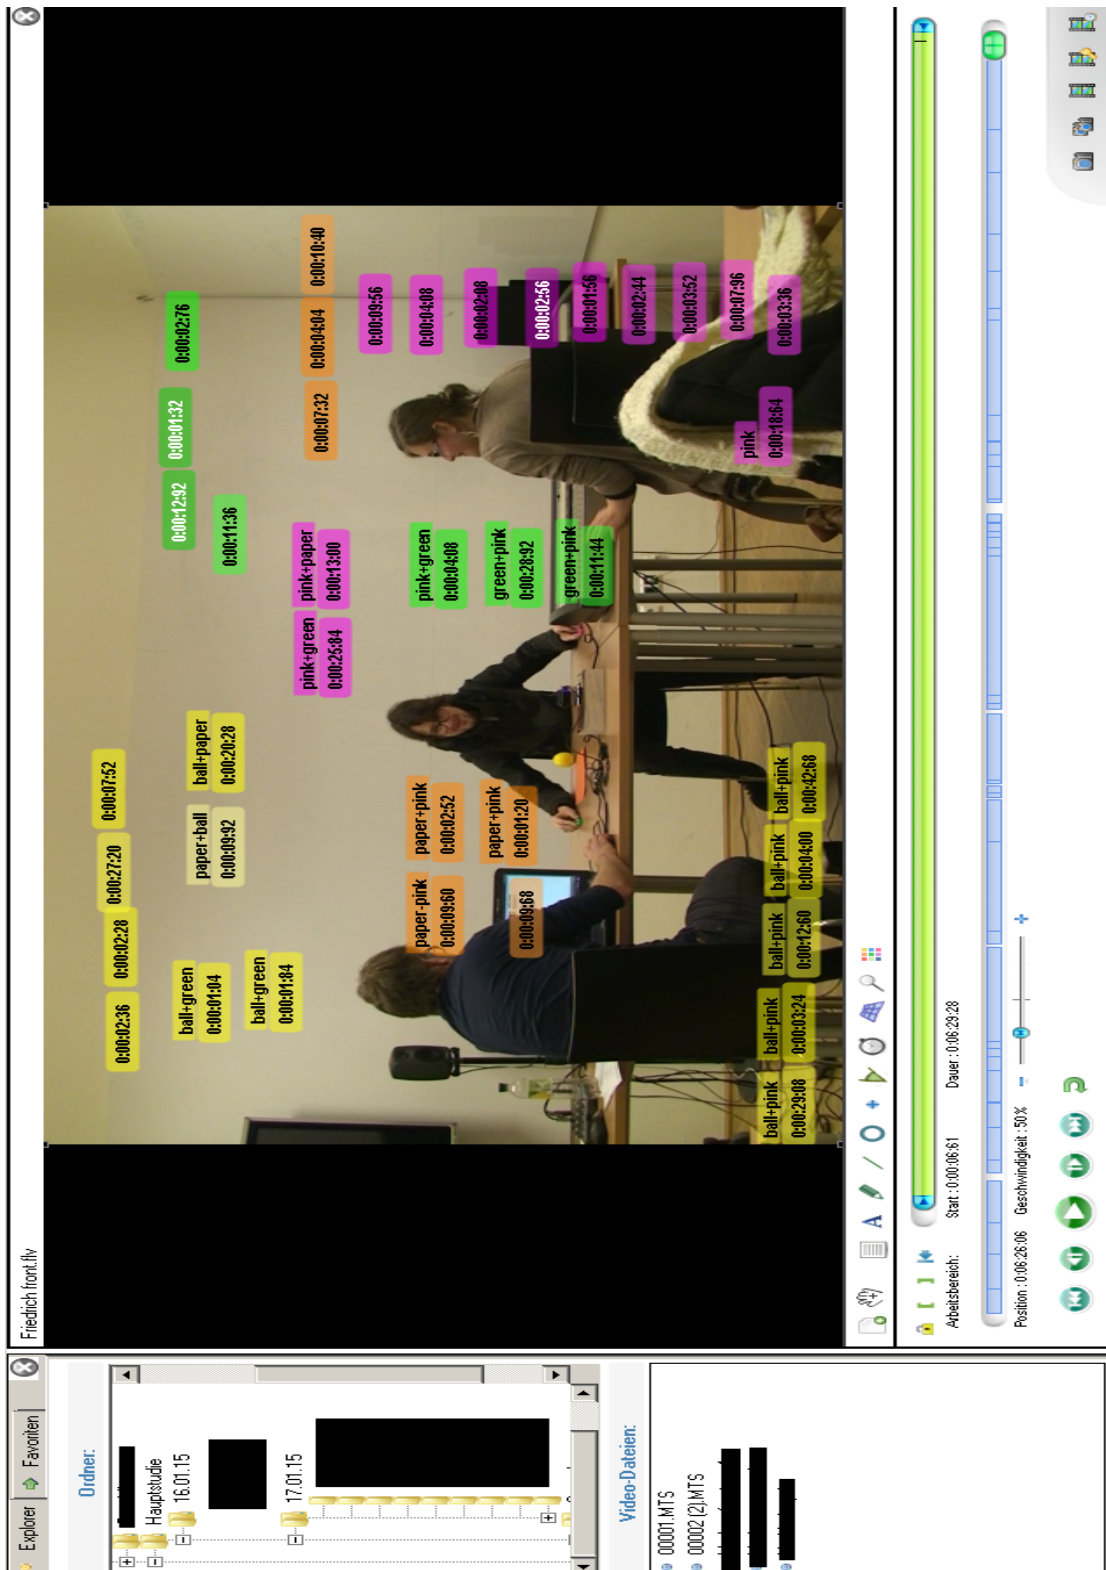 Explorer
Favoriten
Ordner:
Hauptstudie
16.01.15
17.01.15
Video-Dateien:
00001.MTS
00002 (2).MTS
Friedrich front.flv
0:00:02:36
0:00:02:28
0:00:27:20
0:00:07:52
ball+green
0:00:01:04
ball+green
0:00:01:84
paper+ball
0:00:09:92
ball+paper
0:00:20:28
0:00:12:92
0:00:01:32
0:00:02:76
0:00:11:36
pink+green
0:00:25:84
pink+paper
0:00:13:00
0:00:07:32
0:00:04:04
0:00:10:40
paper-pink
0:00:09:60
paper+pink
0:00:02:52
paper+pink
0:00:01:20
0:00:09:68
pink+green
0:00:04:08
green+pink
0:00:28:92
green+pink
0:00:11:44
0:00:09:56
0:00:04:08
0:00:02:08
0:00:02:56
0:00:01:56
0:00:02:44
0:00:03:52
0:00:07:96
0:00:03:36
pink
0:00:18:64
ball+pink
0:00:29:08
ball+pink
0:00:03:24
ball+pink
0:00:12:60
ball+pink
0:00:04:00
ball+pink
0:00:42:68
A
Arbeitsbereich:
Start : 0:00:06:61
Dauer : 0:06:29:28
Position : 0:06:26:06
Geschwindigkeit : 50%